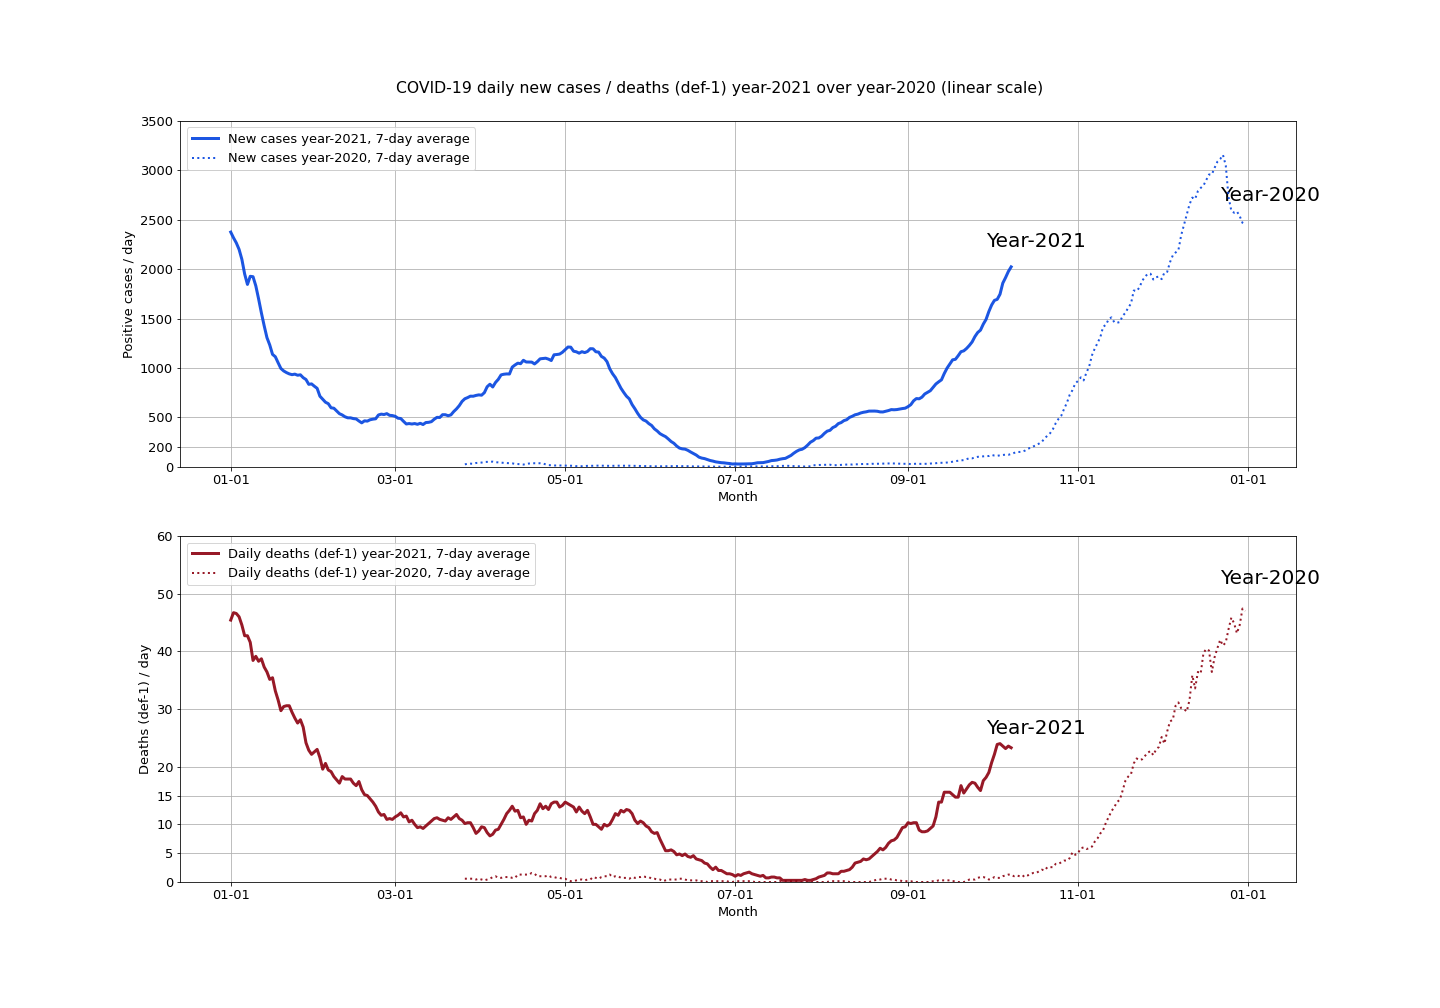 COVID-19 daily new cases / deaths (def-1) year-2021 over year-2020 (linear scale)
3500
3000
2500
2000
1500
1000
500
200
0
Positive cases / day
New cases year-2021, 7-day average
New cases year-2020, 7-day average
Year-2020
Year-2021
01-01 03-01 05-01 07-01 09-01 11-01 01-01
Month
60
50
40
30
20
15
10
5
0
Deaths (def-1) / day
Daily deaths (def-1) year-2021, 7-day average
Daily deaths (def-1) year-2020, 7-day average
Year-2020
Year-2021
01-01 03-01 05-01 07-01 09-01 11-01 01-01
Month